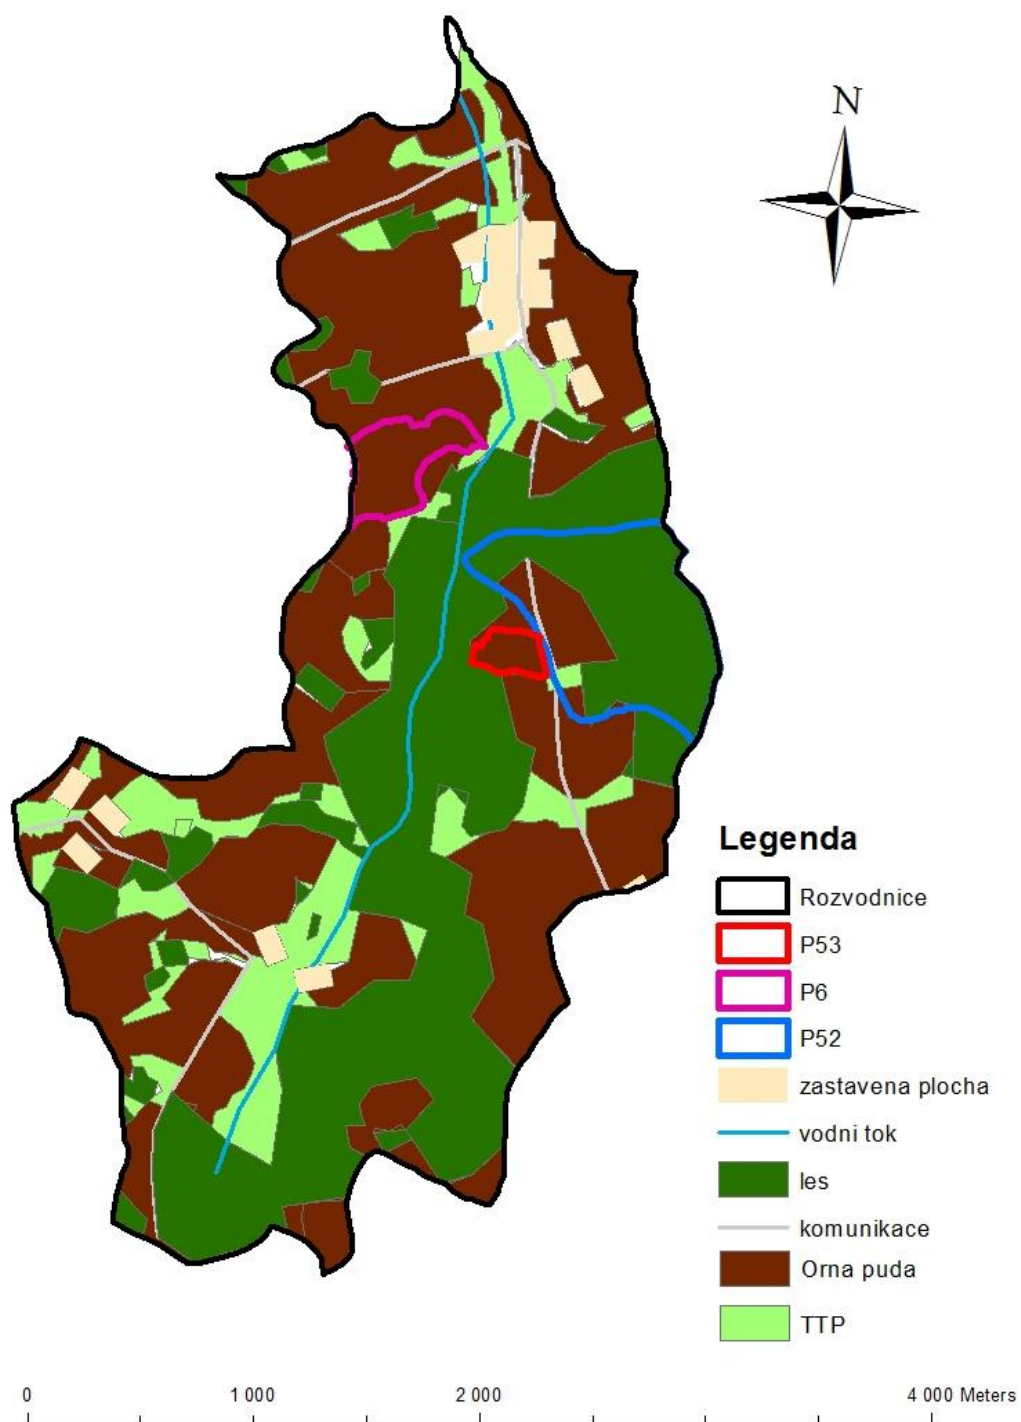 N
Legenda
Rozvodnice
P53
P6
P52
zastavena plocha
vodni tok
les
komunikace
Orna puda
TTP
0 1 000 2 000 4 000 Meters